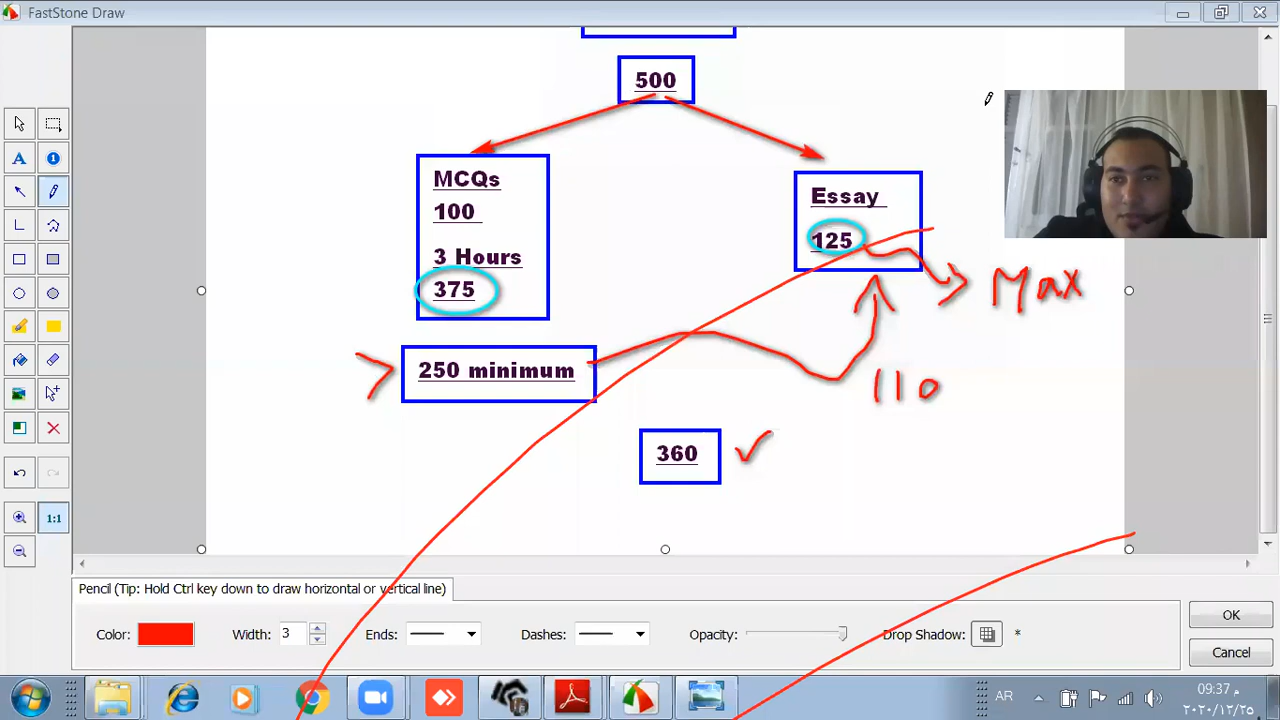 FastStone Draw
500
MCQs
100
3 Hours
375
Essay
125
Max
250 minimum
110
360
1:1
Pencil (Tip: Hold Ctrl key down to draw horizontal or vertical line)
Color:
Width: 3
Ends:
Dashes:
Opacity:
Drop Shadow:
*
OK
Cancel
AR
09:37 م
٢٠٢٠/١٢/٢٥